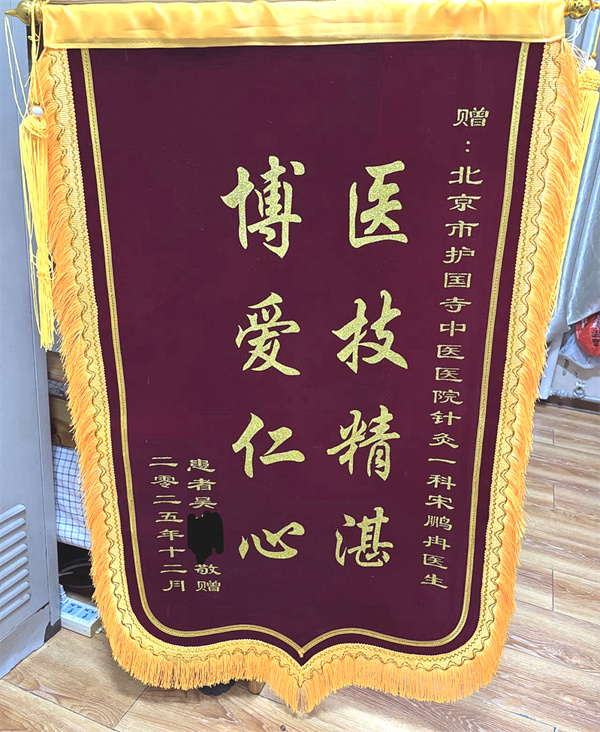 赠：北京市护国寺中医医院针灸一科宋鹏冉医生
医技精湛
博爱仁心
患者吴
敬赠
二零二五年十二月